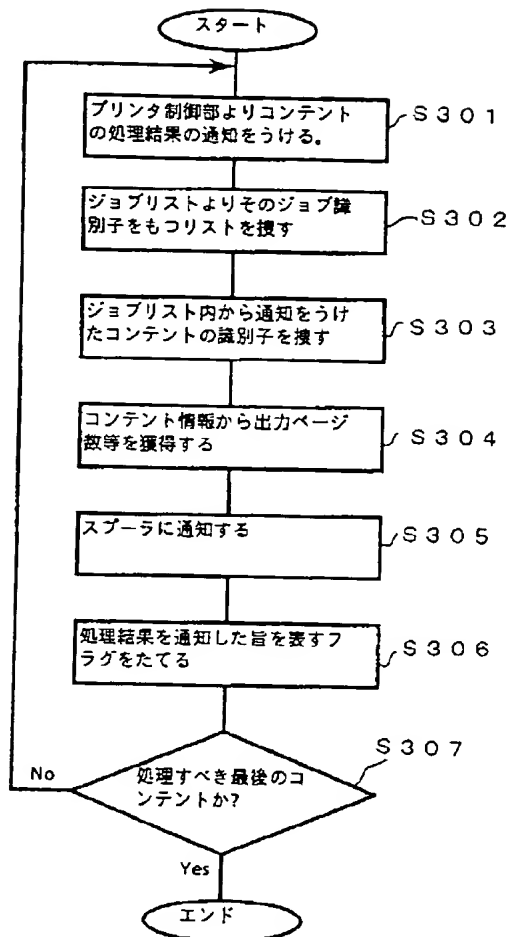 スタート
プリンタ制御部よりコンテント
の処理結果の通知をうける。
S301
ジョブリストよりそのジョブ識
別子をもつリストを捜す
S302
ジョブリスト内から通知をうけ
たコンテントの識別子を捜す
S303
コンテント情報から出力ページ
数等を獲得する
S304
スプーラに通知する
S305
処理結果を通知した旨を表すフ
ラグをたてる
S306
S307
処理すべき最後のコ
ンテントか?
No
Yes
エンド